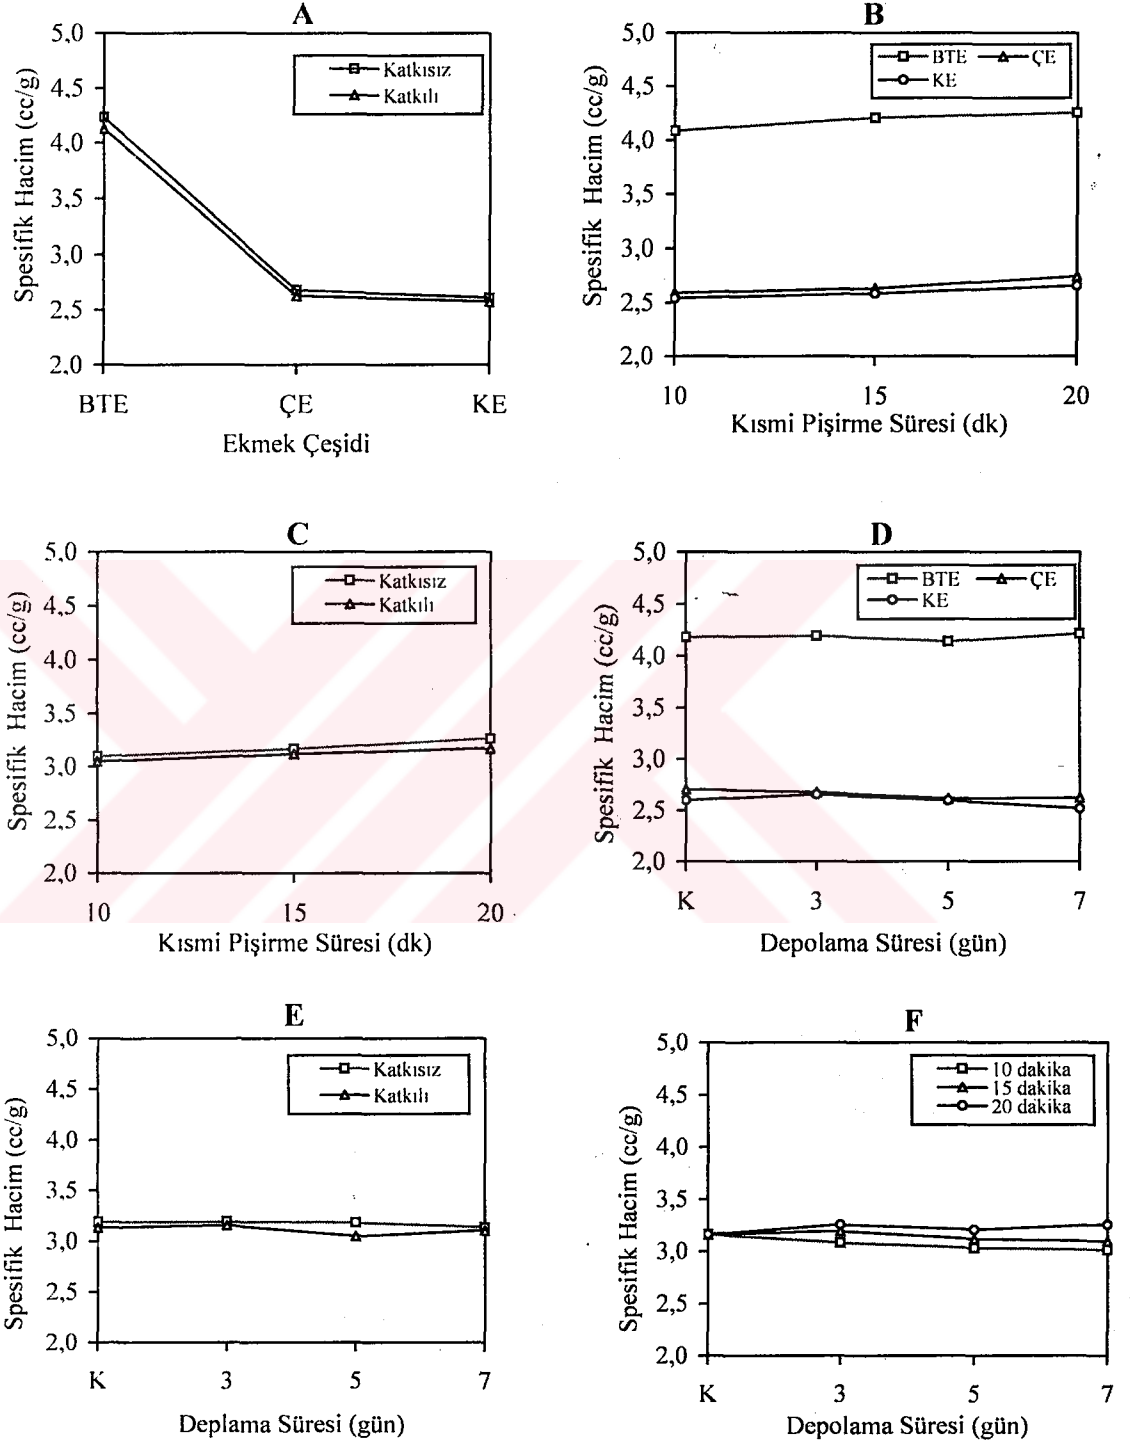 A
5,0
4,5
4,0
3,5
3,0
2,5
2,0
Spesifik Hacim (cc/g)
Katkısız
Katkılı
BTE ÇE KE
Ekmek Çeşidi
B
5,0
4,5
4,0
3,5
3,0
2,5
2,0
Spesifik Hacim (cc/g)
BTE ÇE
KE
10 15 20
Kısmi Pişirme Süresi (dk)
C
5,0
4,5
4,0
3,5
3,0
2,5
2,0
Spesifik Hacim (cc/g)
Katkısız
Katkılı
10 15 20
Kısmi Pişirme Süresi (dk)
D
5,0
4,5
4,0
3,5
3,0
2,5
2,0
Spesifik Hacim (cc/g)
BTE ÇE
KE
K 3 5 7
Depolama Süresi (gün)
E
5,0
4,5
4,0
3,5
3,0
2,5
2,0
Spesifik Hacim (cc/g)
Katkısız
Katkılı
K 3 5 7
Deplama Süresi (gün)
F
5,0
4,5
4,0
3,5
3,0
2,5
2,0
Spesifik Hacim (cc/g)
10 dakika
15 dakika
20 dakika
K 3 5 7
Depolama Süresi (gün)